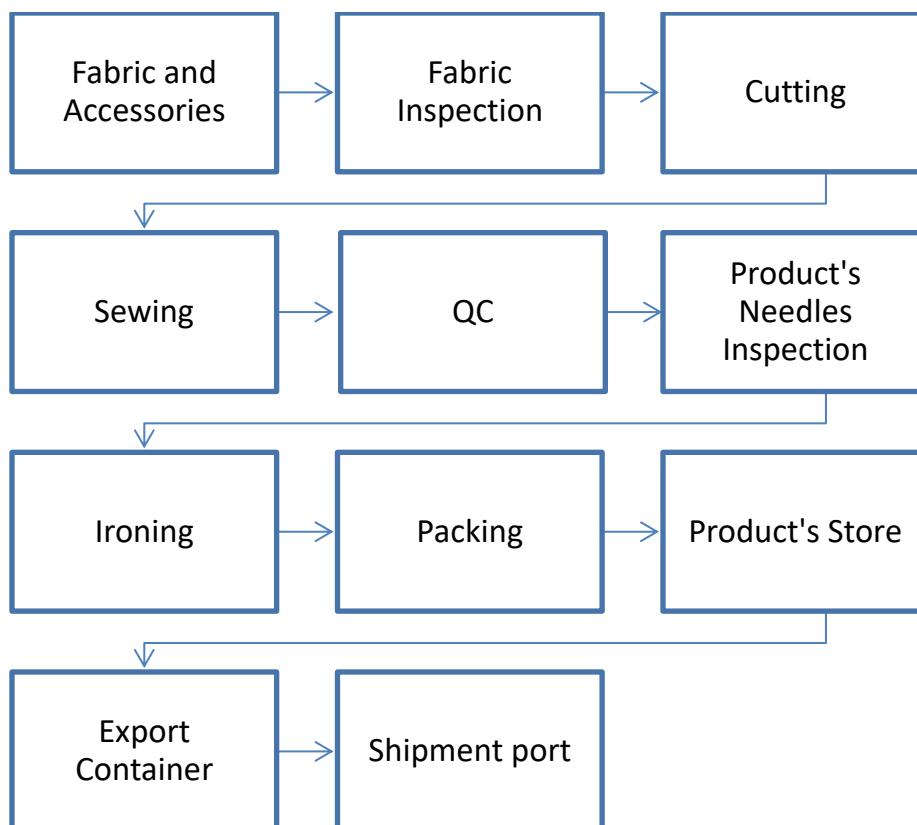 Fabric and
Accessories
Fabric
Inspection
Cutting
Sewing
QC
Product's
Needles
Inspection
Ironing
Packing
Product's Store
Export
Container
Shipment port